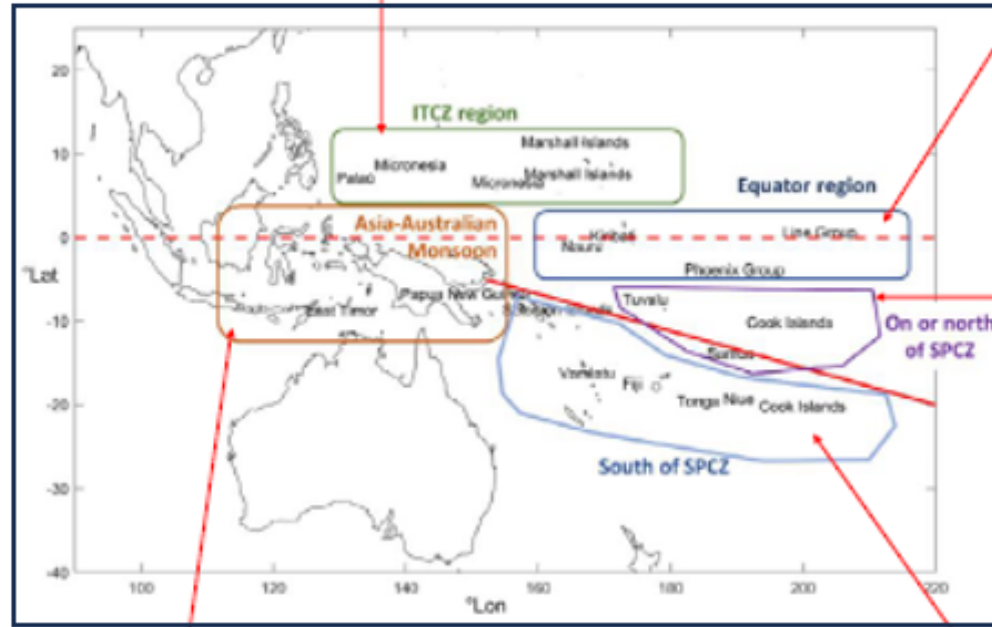 20
ITCZ region
Marshall Islands
10
Micronesia
Marshall Islands
Palau
Micronesia
Equator region
Asia-Australian
Monsoon
Kiribati
Line Group
0
Nauru
°Lat
Phoenix Group
Papua New Guinea
Tuvalu
East Timor
Solomon Islands
-10
Cook Islands
On or north
of SPCZ
Samoa
Vanuatu
Fiji
Tonga
Niue
Cook Islands
-20
South of SPCZ
-30
-40
100
120
140
160
180
200
220
°Lon